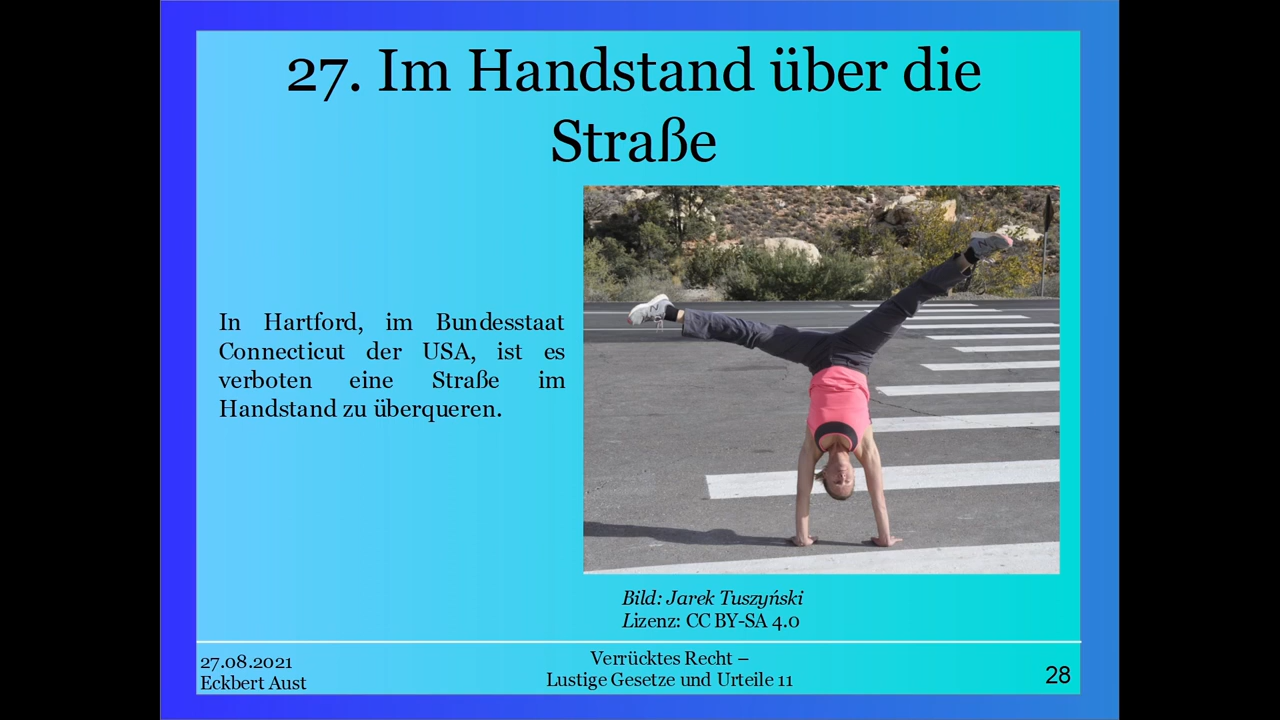 27. Im Handstand über die
Straße
In Hartford, im Bundesstaat
Connecticut der USA, ist es
verboten eine Straße im
Handstand zu überqueren.
Bild: Jarek Tuszyński
Lizenz: CC BY-SA 4.0
27.08.2021
Eckbert Aust
Verrücktes Recht –
Lustige Gesetze und Urteile 11
28